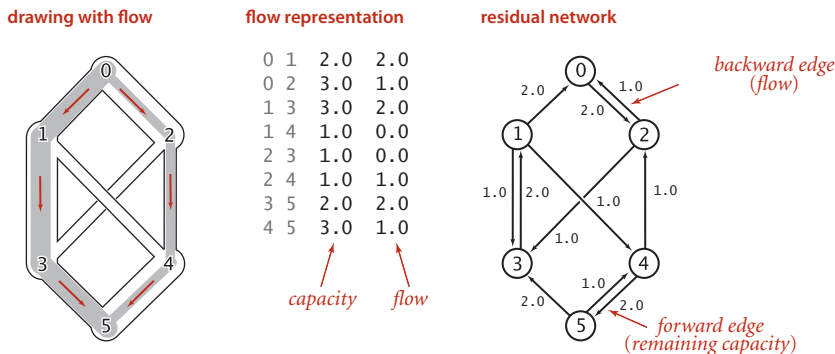 drawing with flow
0
1
2
3
4
5
flow representation
0 1 2.0 2.0
0 2 3.0 1.0
1 3 3.0 2.0
1 4 1.0 0.0
2 3 1.0 0.0
2 4 1.0 1.0
3 5 2.0 2.0
4 5 3.0 1.0
capacity flow
residual network
0
backward edge
(flow)
2.0
1.0
2.0
1
2
1.0
2.0
1.0
1.0
1.0
3
4
2.0
1.0
2.0
5
forward edge
(remaining capacity)